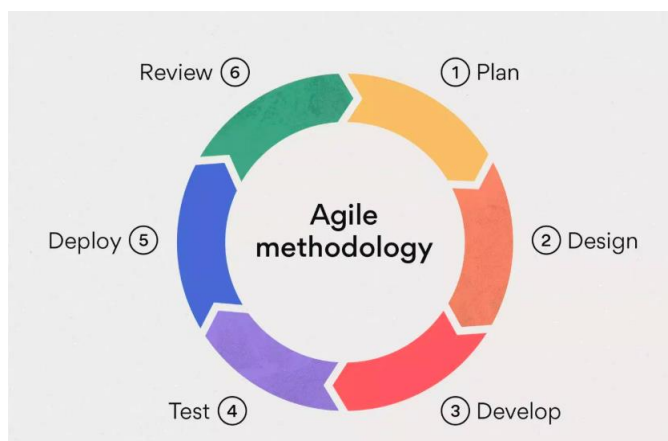 Agile
methodology
① Plan
② Design
③ Develop
Test ④
Deploy ⑤
Review ⑥